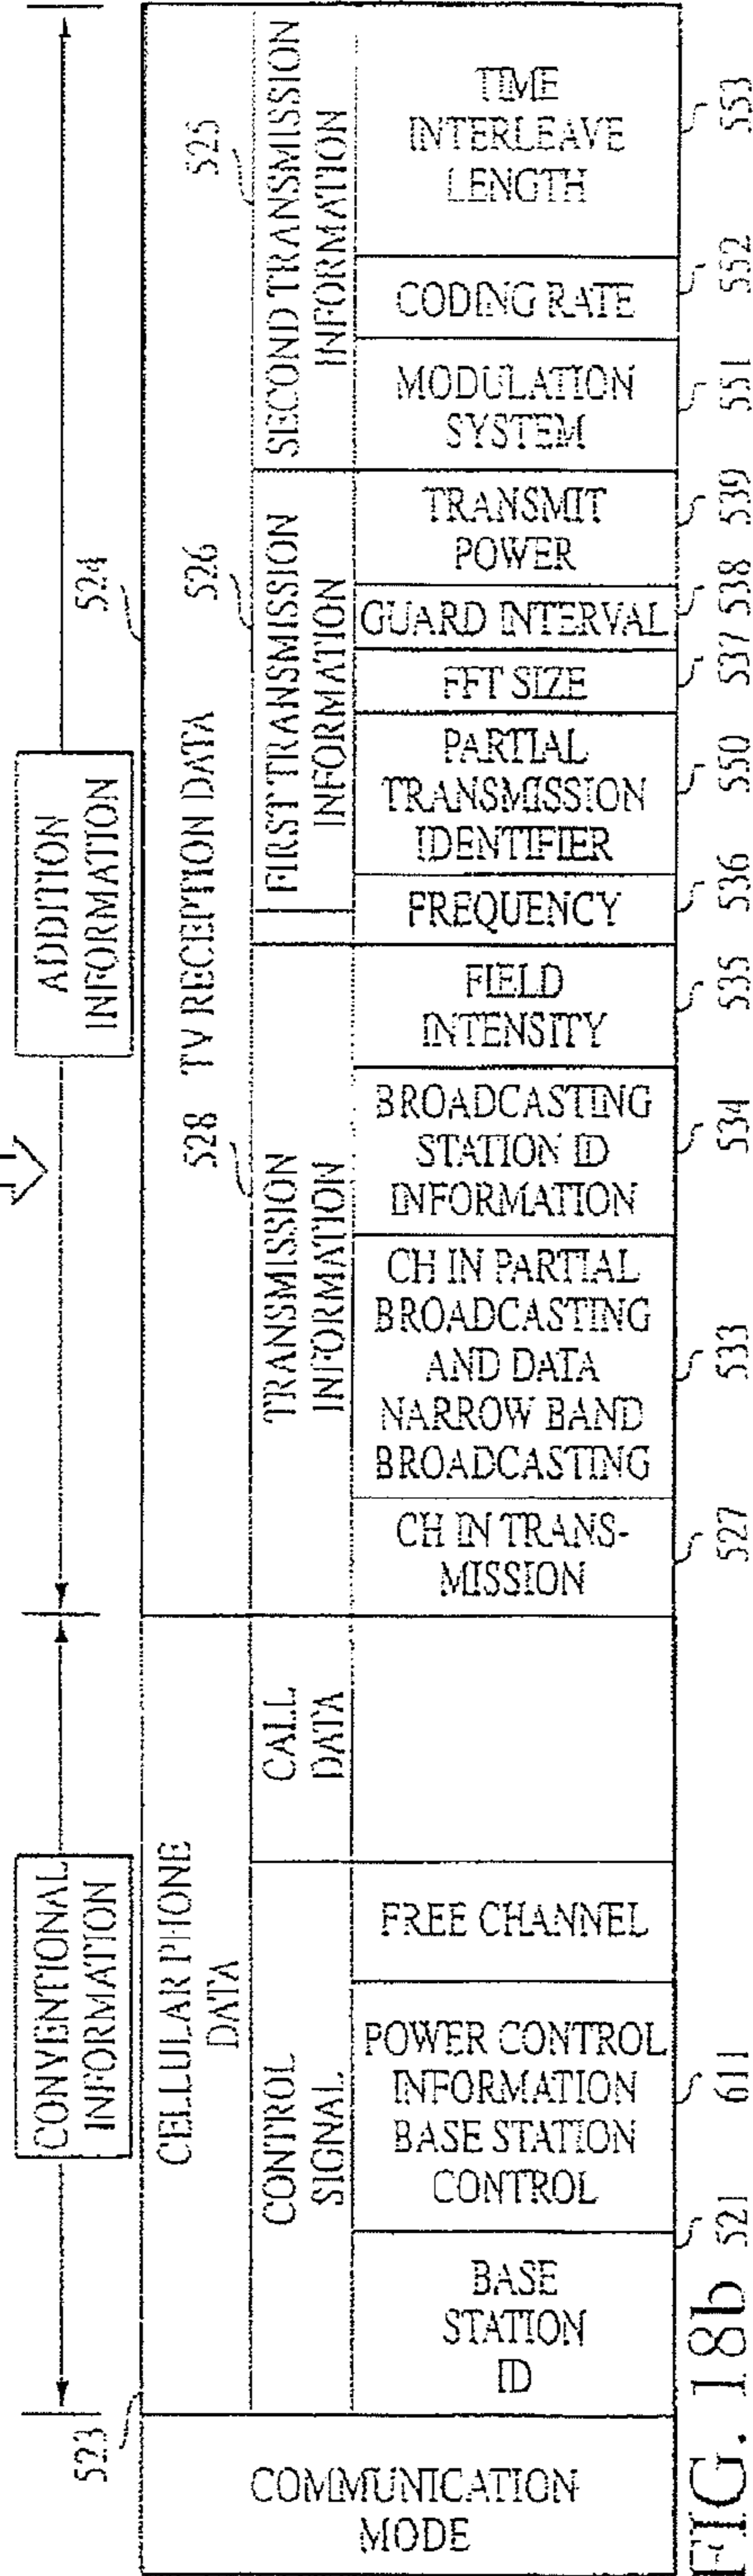 CONVENTIONAL
INFORMATION
ADDITION
INFORMATION
523
524
COMMUNICATION
MODE
CELLULAR PHONE
DATA
528
TV RECEPTION DATA
526
525
CONTROL
SIGNAL
CALL
DATA
TRANSMISSION
INFORMATION
FIRST TRANSMISSION
INFORMATION
SECOND TRANSMISSION
INFORMATION
BASE
STATION
ID
POWER CONTROL
INFORMATION
BASE STATION
CONTROL
FREE CHANNEL
CH IN TRANS-
MISSION
CH IN PARTIAL
BROADCASTING
AND DATA
NARROW BAND
BROADCASTING
BROADCASTING
STATION ID
INFORMATION
FIELD
INTENSITY
FREQUENCY
PARTIAL
TRANSMISSION
IDENTIFIER
FFT SIZE
GUARD INTERVAL
TRANSMIT
POWER
MODULATION
SYSTEM
CODING RATE
TIME
INTERLEAVE
LENGTH
521
611
527
533
534
535
536
550
537
538
539
551
552
553
FIG. 18b